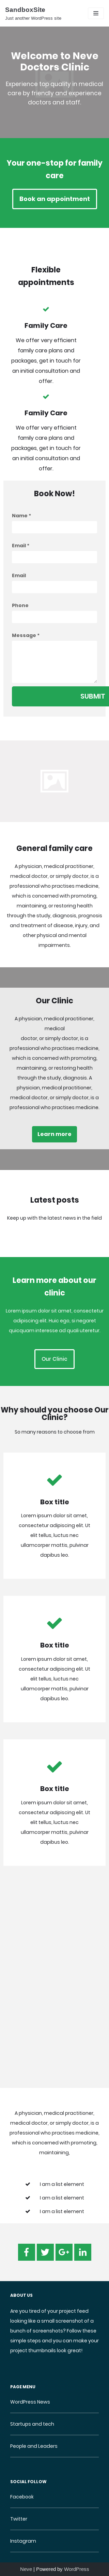 SandboxSite
Just another WordPress site
Welcome to Neve
Doctors Clinic
Experience top quality in medical
care by friendly and experience
doctors and staff.
Your one-stop for family
care
Book an appointment
Flexible
appointments
Family Care
We offer very efficient
family care plans and
packages, get in touch for
an initial consultation and
offer.
Family Care
We offer very efficient
family care plans and
packages, get in touch for
an initial consultation and
offer.
Book Now!
Name *
Email *
Email
Phone
Message *
SUBMIT
General family care
A physician, medical practitioner,
medical doctor, or simply doctor, is a
professional who practises medicine,
which is concerned with promoting,
maintaining, or restoring health
through the study, diagnosis, prognosis
and treatment of disease, injury, and
other physical and mental
impairments.
Our Clinic
A physician, medical practitioner,
medical
doctor, or simply doctor, is a
professional who practises medicine,
which is concerned with promoting,
maintaining, or restoring health
through the study, diagnosis. A
physician, medical practitioner,
medical doctor, or simply doctor, is a
professional who practises medicine.
Learn more
Latest posts
Keep up with the latest news in the field
Learn more about our
clinic
Lorem ipsum dolor sit amet, consectetur
adipiscing elit. Huic ego, si negaret
quicquam interesse ad quali uteretur.
Our Clinic
Why should you choose Our
Clinic?
So many reasons to choose from
Box title
Lorem ipsum dolor sit amet,
consectetur adipiscing elit. Ut
elit tellus, luctus nec
ullamcorper mattis, pulvinar
dapibus leo.
Box title
Lorem ipsum dolor sit amet,
consectetur adipiscing elit. Ut
elit tellus, luctus nec
ullamcorper mattis, pulvinar
dapibus leo.
Box title
Lorem ipsum dolor sit amet,
consectetur adipiscing elit. Ut
elit tellus, luctus nec
ullamcorper mattis, pulvinar
dapibus leo.
A physician, medical practitioner,
medical doctor, or simply doctor, is a
professional who practises medicine,
which is concerned with promoting,
maintaining,
I am a list element
I am a list element
I am a list element
ABOUT US
Are you tired of your project feed
looking like a small screenshot of a
bunch of screenshots? Follow these
simple steps and you can make your
project thumbnails look great!
PAGE MENU
WordPress News
Startups and tech
People and Leaders
SOCIAL FOLLOW
Facebook
Twitter
Instagram
Neve | Powered by WordPress